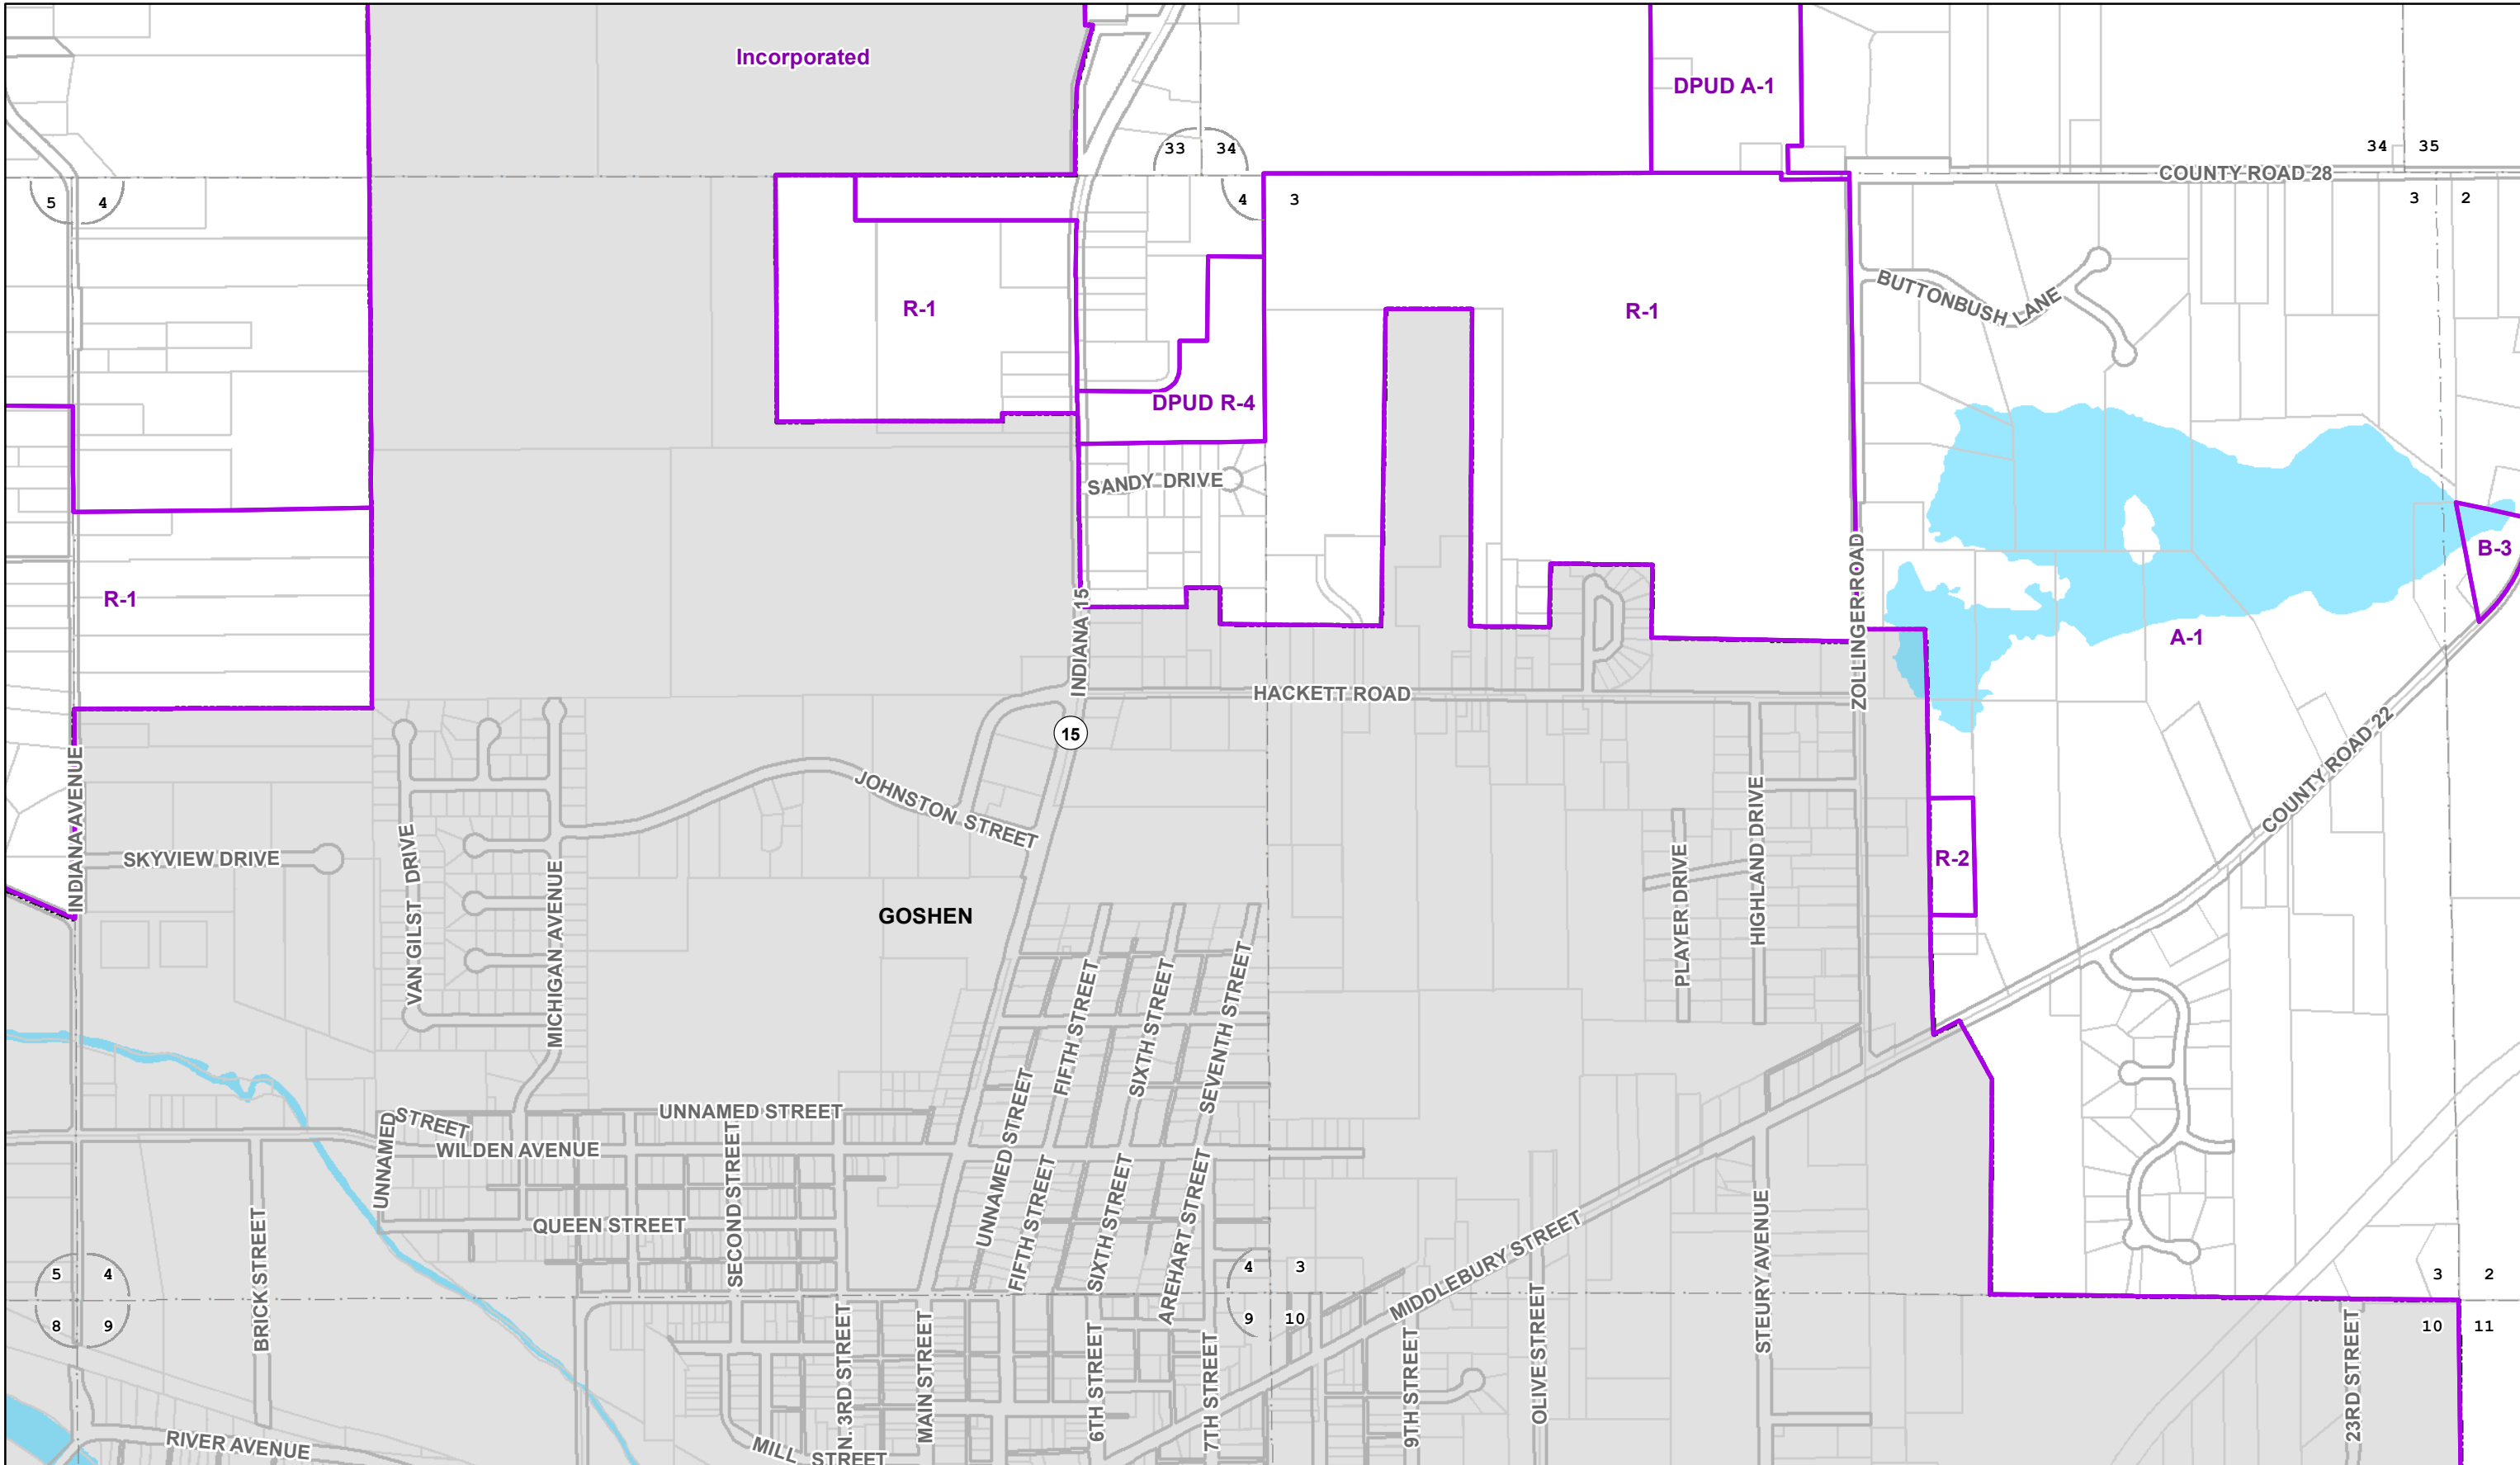 Incorporated
DPUD A-1
33
34
34
35
COUNTY ROAD 28
5
4
4
3
3
2
BUTTONBUSH LANE
R-1
R-1
DPUD R-4
SANDY DRIVE
B-3
R-1
INDIANA 15
ZOLLINGER ROAD
A-1
HACKETT ROAD
15
COUNTY ROAD 22
INDIANA AVENUE
JOHNSTON STREET
SKYVIEW DRIVE
VAN GILST DRIVE
MICHIGAN AVENUE
PLAYER DRIVE
HIGHLAND DRIVE
R-2
GOSHEN
FIFTH STREET
SIXTH STREET
SEVENTH STREET
UNNAMED STREET
UNNAMED STREET
UNNAMED STREET
WILDEN AVENUE
QUEEN STREET
SECOND STREET
BRICK STREET
FIFTH STREET
SIXTH STREET
AREHART STREET
STEURY AVENUE
MIDDLEBURY STREET
5
4
8
9
4
3
9
10
3
2
10
11
N. 3RD STREET
MAIN STREET
6TH STREET
7TH STREET
9TH STREET
OLIVE STREET
23RD STREET
RIVER AVENUE
MILL STREET